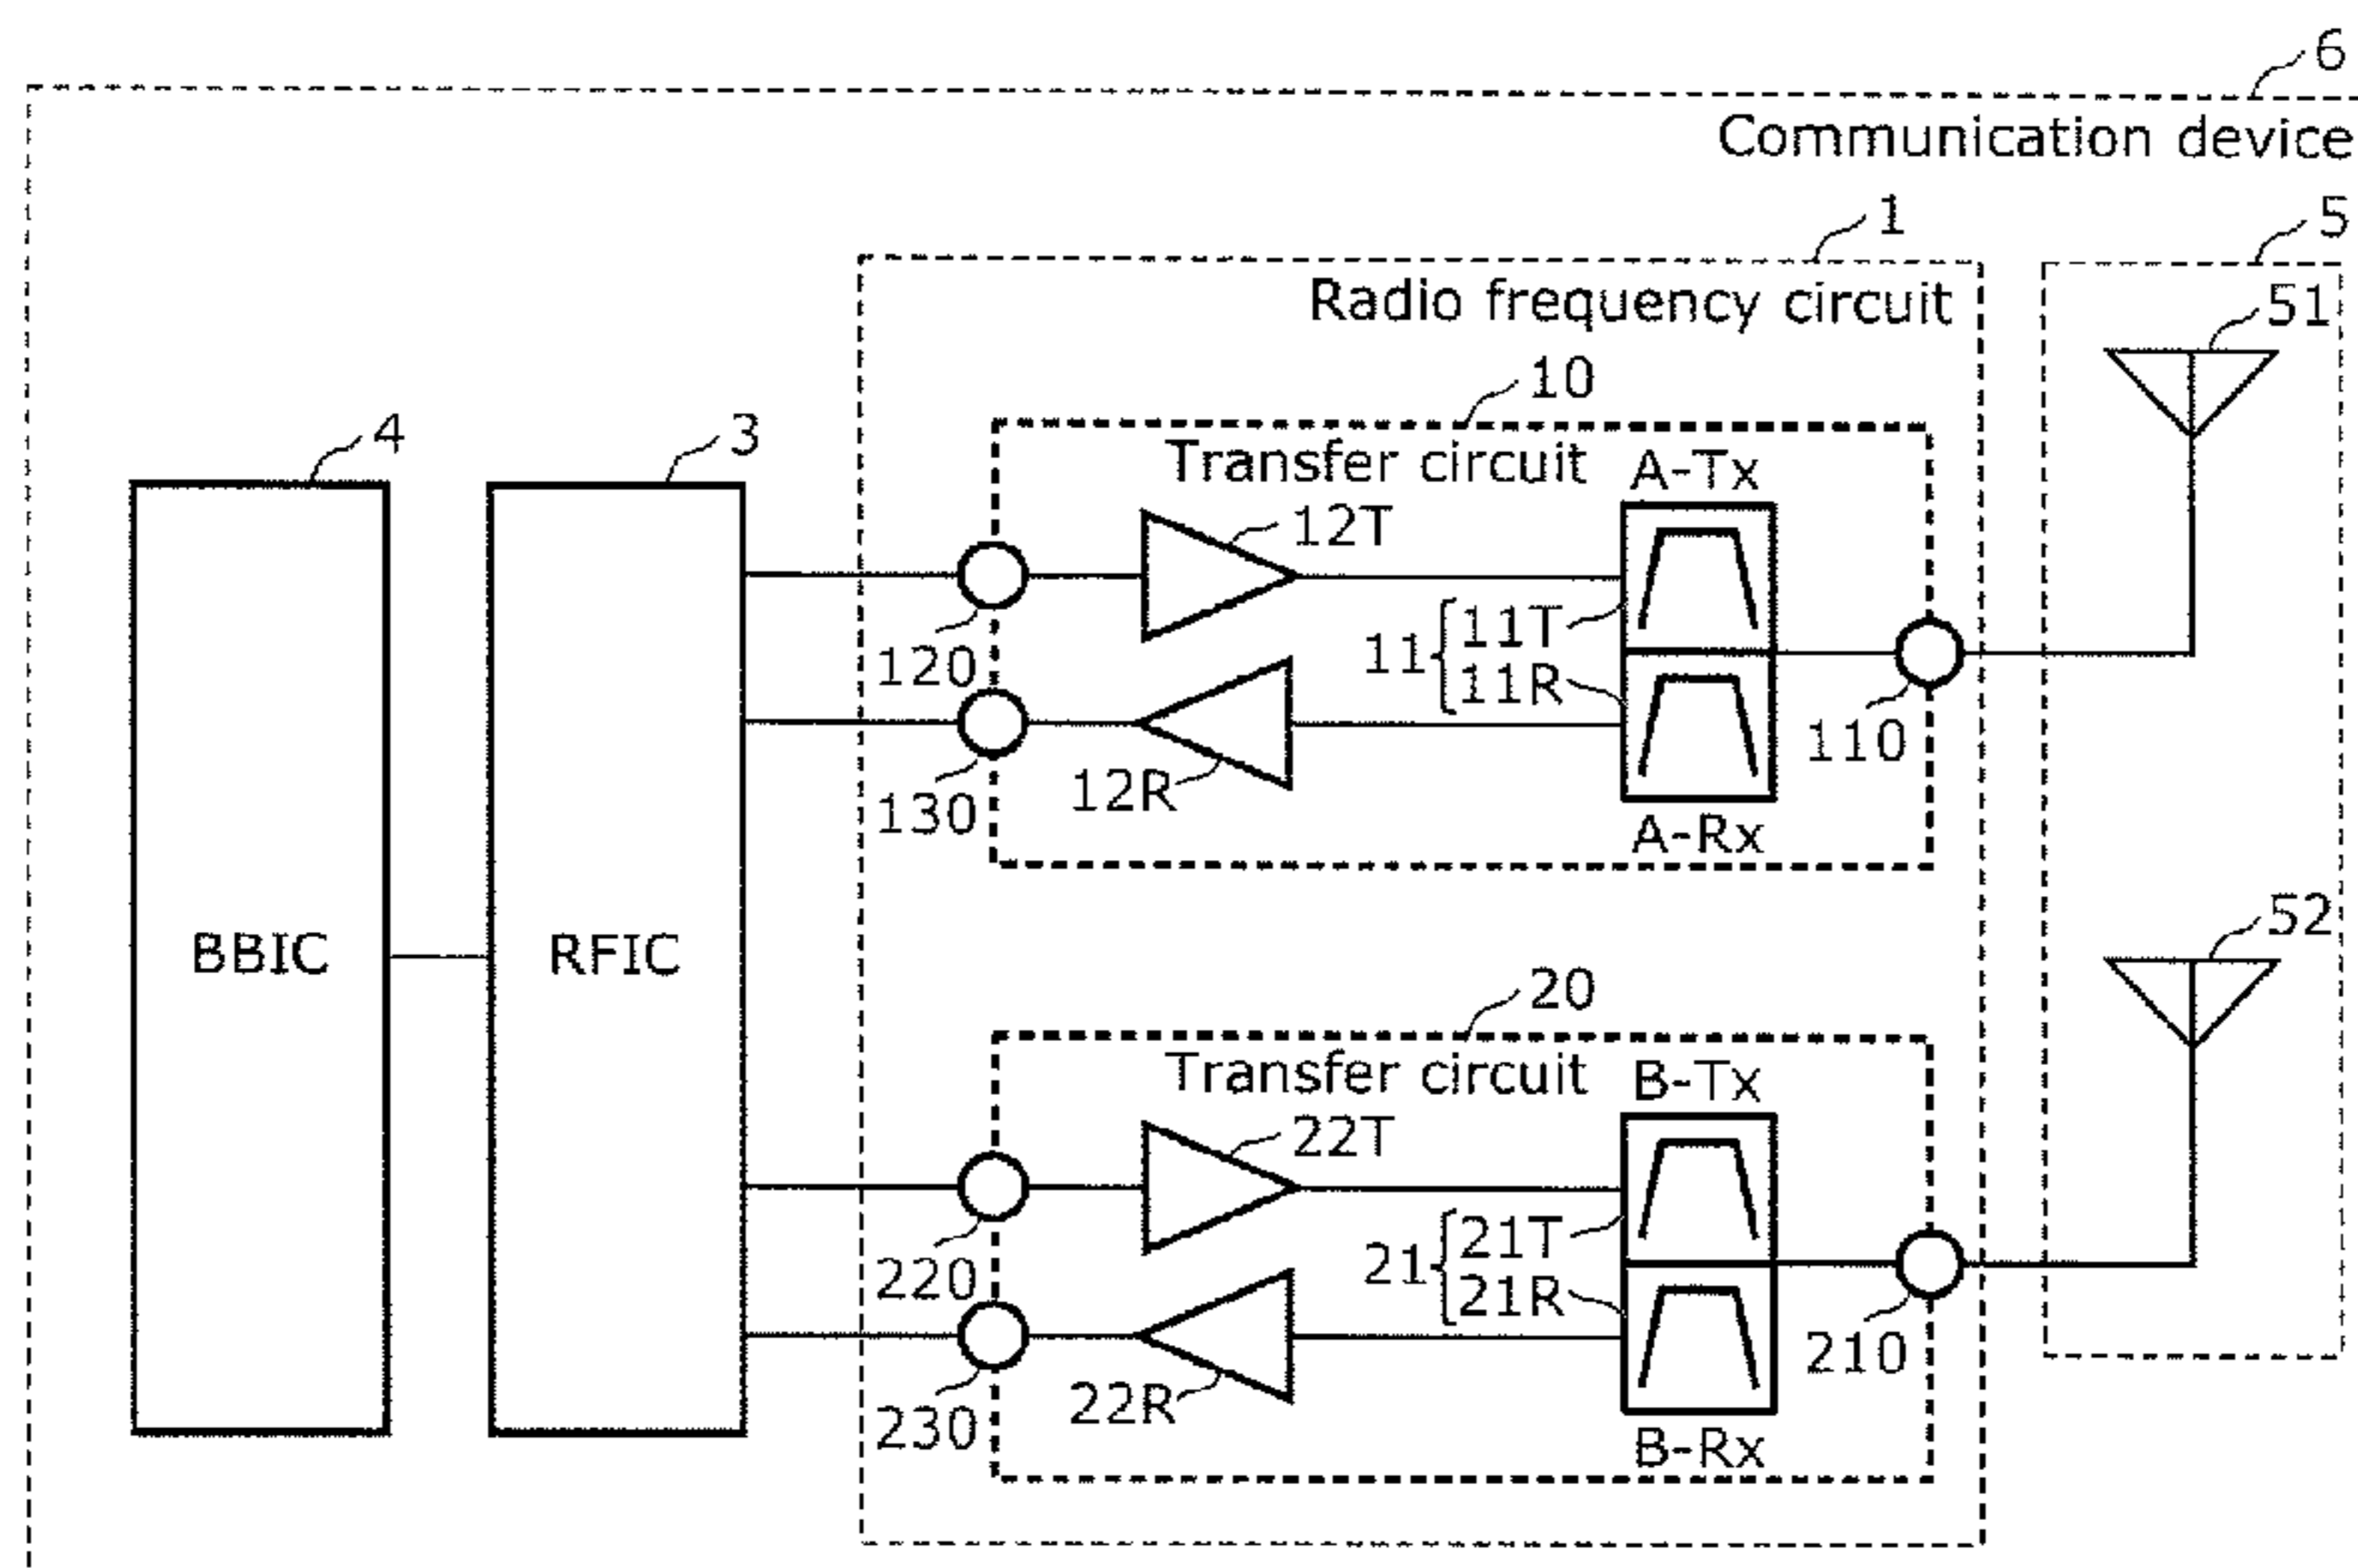 6
Communication device
1
5
Radio frequency circuit
51
10
4
3
Transfer circuit
A-Tx
12T
11
11T
11R
120
110
130
12R
A-Rx
52
BBIC
RFIC
20
Transfer circuit
B-Tx
22T
21
21T
21R
220
210
230
22R
B-Rx